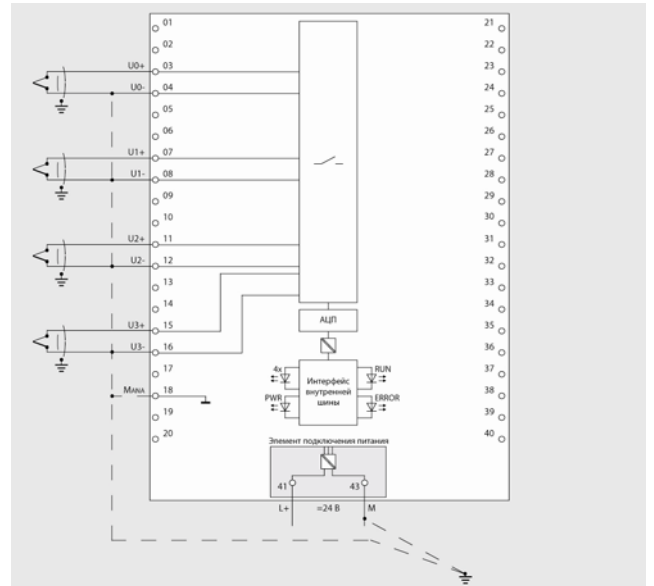 01 21
02 22
U0+ 03 23
U0- 04 24
05 25
06 26
U1+ 07 27
U1- 08 28
09 29
10 30
U2+ 11 31
U2- 12 32
13 33
14 34
АЦП
U3+ 15 35
U3- 16 36
17 37
4x RUN
Интерфейс
внутренней
шины
MANA 18 38
PWR ERROR
19 39
20 40
Элемент подключения питания
41 43
L+ =24 В M